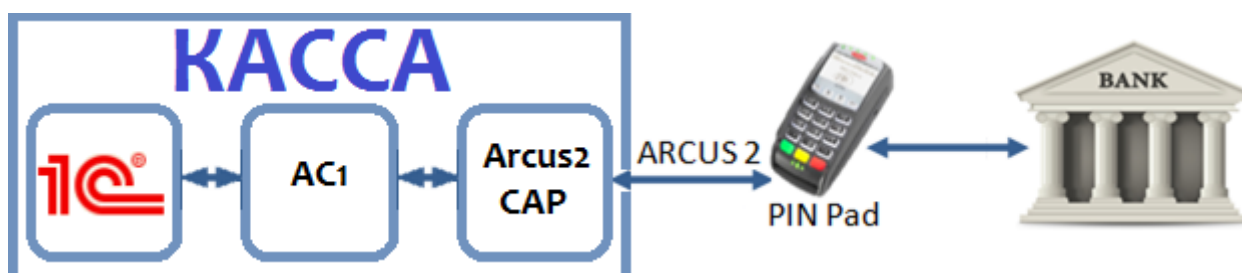 КАССА
1С®
AC1
Arcus2
CAP
ARCUS 2
PIN Pad
BANK